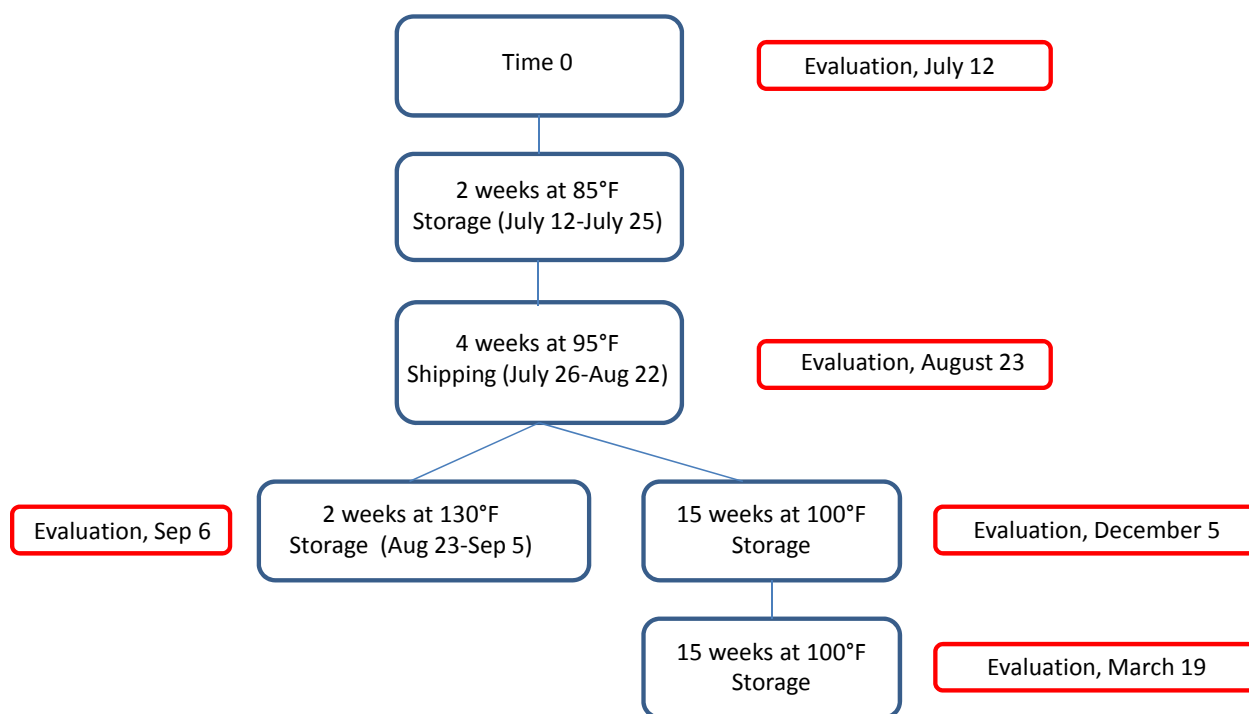 Time 0
Evaluation, July 12
2 weeks at 85°F
Storage (July 12-July 25)
4 weeks at 95°F
Shipping (July 26-Aug 22)
Evaluation, August 23
Evaluation, Sep 6
2 weeks at 130°F
Storage  (Aug 23-Sep 5)
15 weeks at 100°F
Storage
Evaluation, December 5
15 weeks at 100°F
Storage
Evaluation, March 19